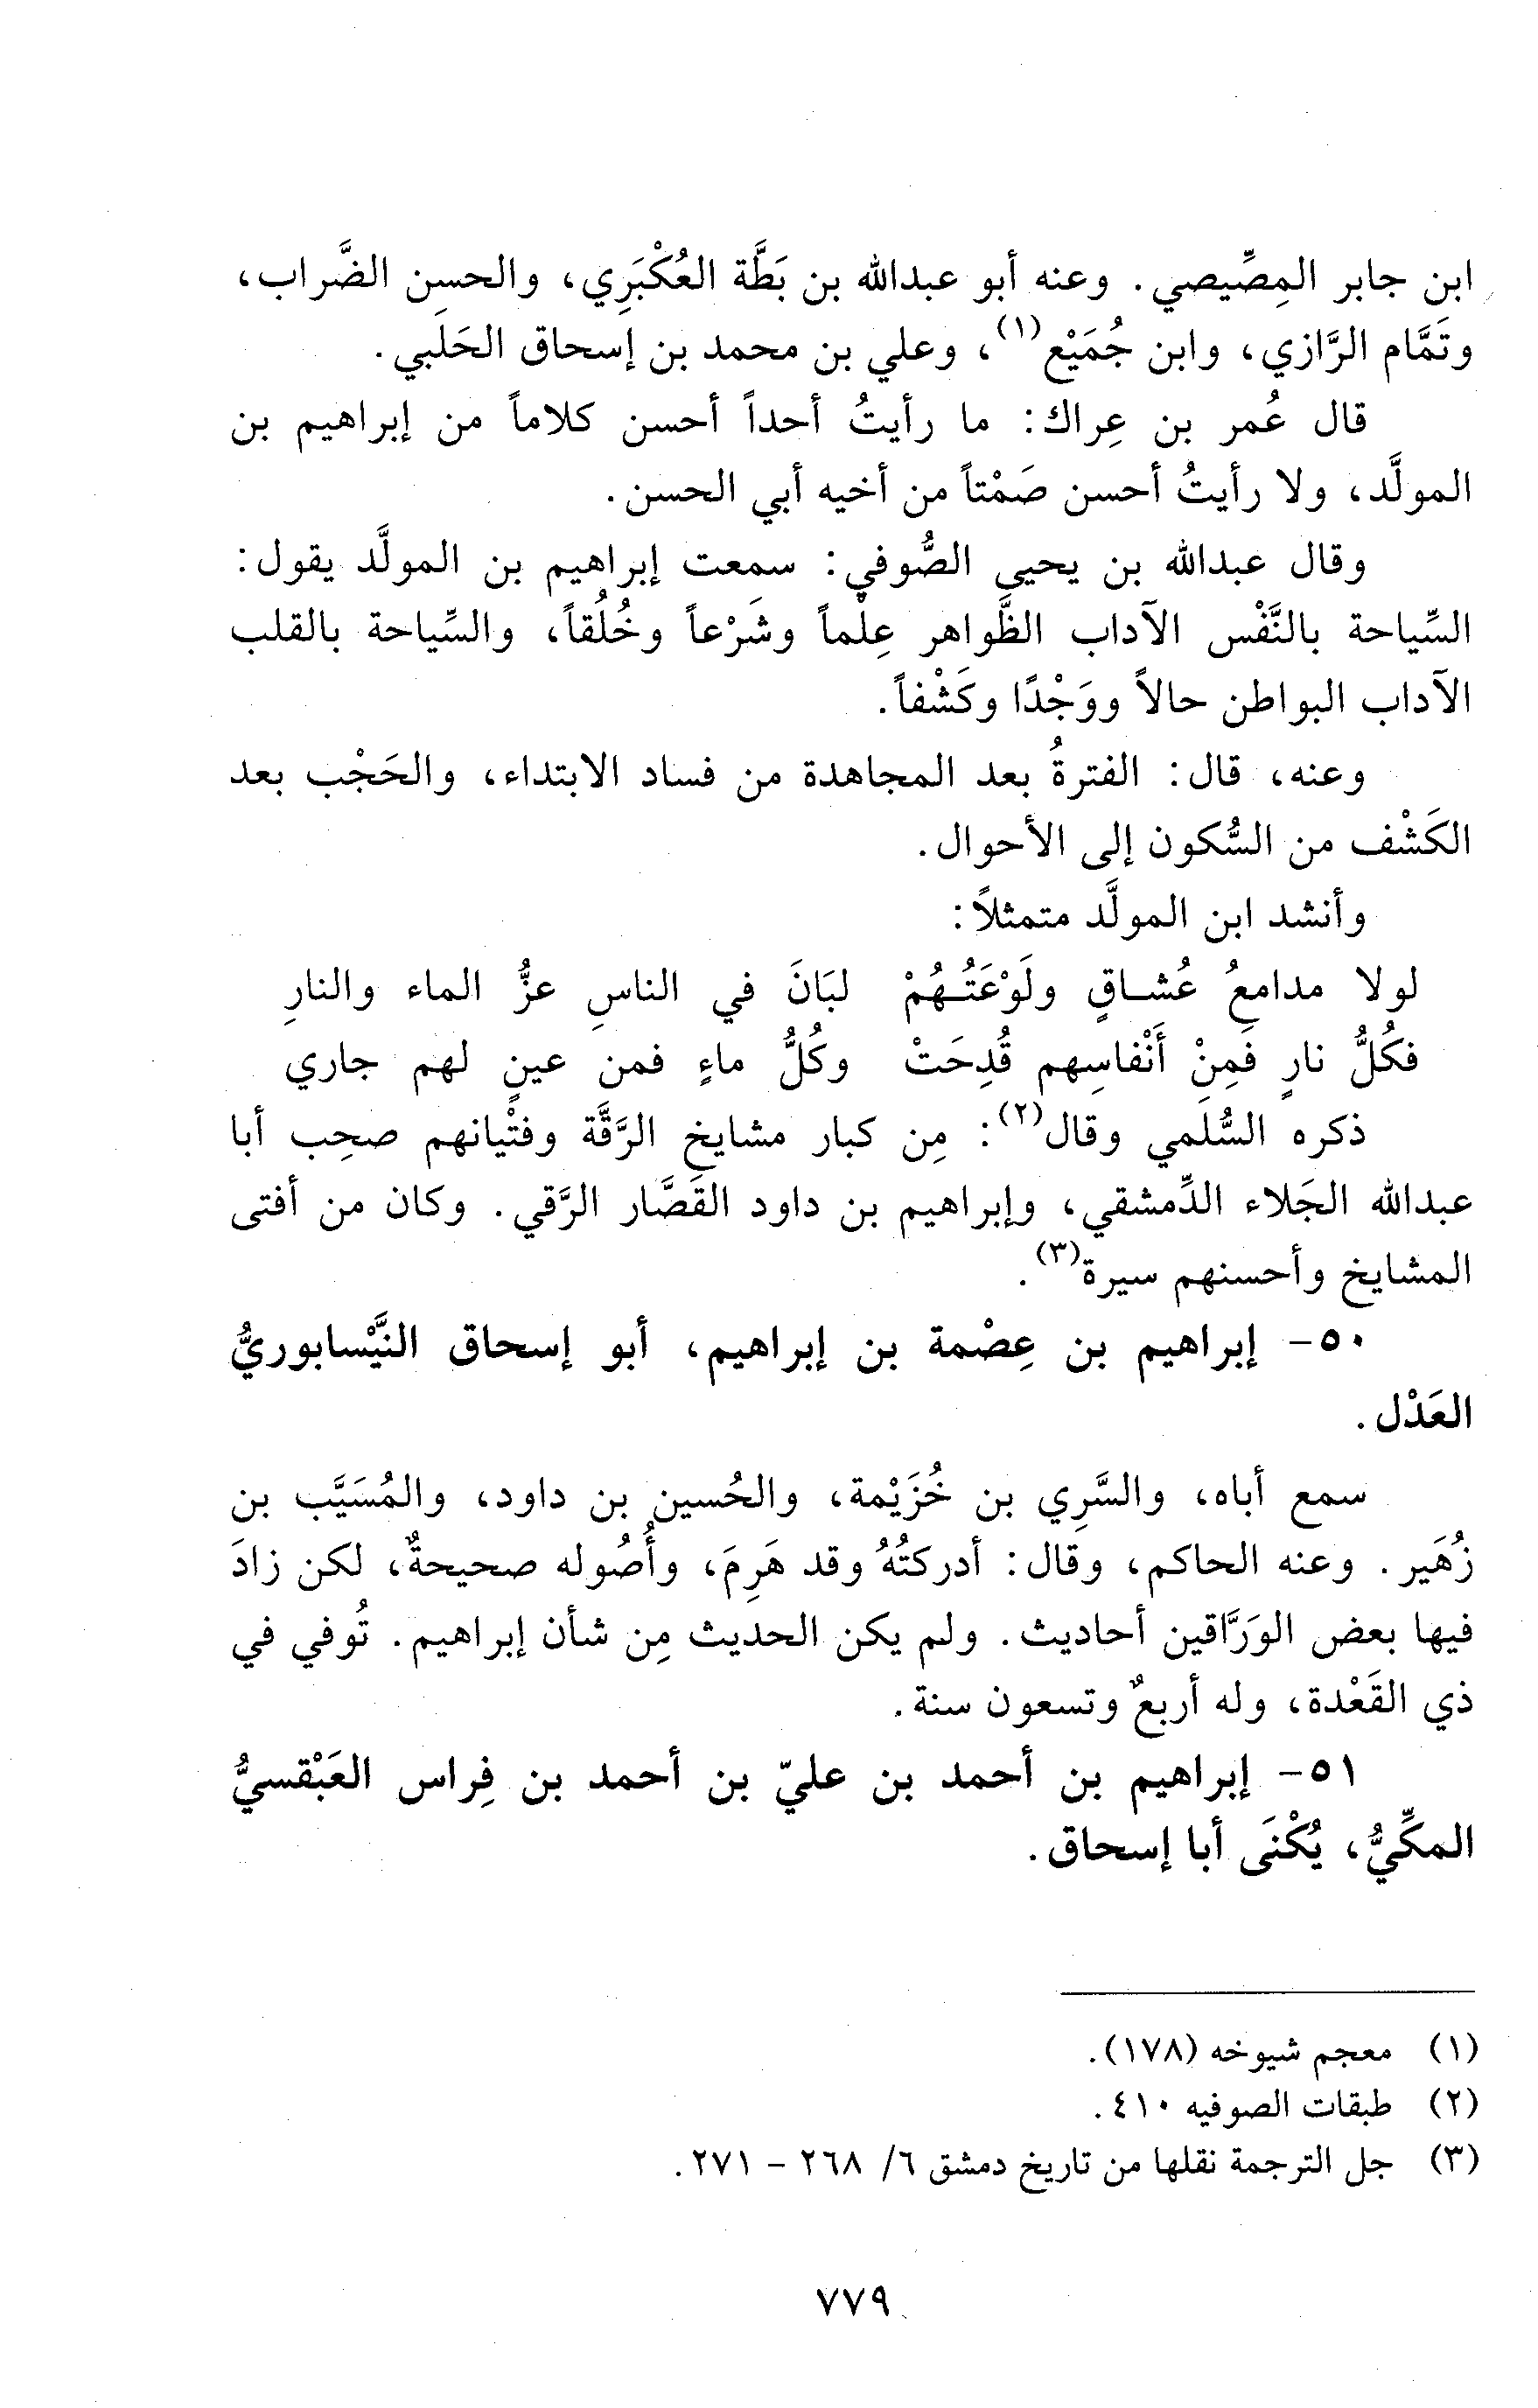 ابن جابر المِصِّيصي. وعنه أبو عبدالله بن بَطَّة العُكْبَرِي، والحسن الضَّراب،
وتَمَّام الرَّازي، وابن جُمَيْع(١)، وعلي بن محمد بن إسحاق الحَلَبي.
قال عُمر بن عِراك: ما رأيتُ أحداً أحسن كلاماً من إبراهيم بن
المولَّد، ولا رأيتُ أحسن صَمْتاً من أخيه أبي الحسن.
وقال عبدالله بن يحيى الصُّوفي: سمعت إبراهيم بن المولَّد يقول:
السِّياحة بالنَّفْس الآداب الظَّواهر عِلْماً وشَرْعاً وخُلُقاً، والسِّياحة بالقلب
الآداب البواطن حالاً ووَجْدًا وكَشْفاً.
وعنه، قال: الفترةُ بعد المجاهدة من فساد الابتداء، والحَجْب بعد
الكَشْف من السُّكون إلى الأحوال.
وأنشد ابن المولَّد متمثلاً:
لولا مدامعُ عُشـاقٍ ولَوْعَتُـهُمْ لبَانَ في الناسِ عزُّ الماء والنارِ
فكُلُّ نارٍ فَمِنْ أَنْفاسِهم قُدِحَتْ وكُلُّ ماءٍ فمن عينٍ لهم جاري
ذكره السُّلَمي وقال(٢): مِن كبار مشايخ الرَّقَّة وفتْيانهم صحِب أبا
عبدالله الجَلاء الدِّمشقي، وإبراهيم بن داود القَصَّار الرَّقي. وكان من أفتى
المشايخ وأحسنهم سيرة(٣).
٥٠- إبراهيم بن عِصْمة بن إبراهيم، أبو إسحاق النَّيْسابوريُّ
العَدْل.
سمع أباه، والسَّرِي بن خُزَيْمة، والحُسين بن داود، والمُسَيَّب بن
زُهَير. وعنه الحاكم، وقال: أدركتُهُ وقد هَرِمَ، وأُصُوله صحيحةٌ، لكن زادَ
فيها بعض الوَرَّاقين أحاديث. ولم يكن الحديث مِن شأن إبراهيم. تُوفي في
ذي القَعْدة، وله أربعٌ وتسعون سنة.
٥١- إبراهيم بن أحمد بن عليّ بن أحمد بن فِراس العَبْقسيُّ
المكِّيُّ، يُكْنَى أبا إسحاق.
(١) معجم شيوخه (١٧٨).
(٢) طبقات الصوفيه ٤١٠.
(٣) جل الترجمة نقلها من تاريخ دمشق ٦/ ٢٦٨ - ٢٧١.
٧٧٩